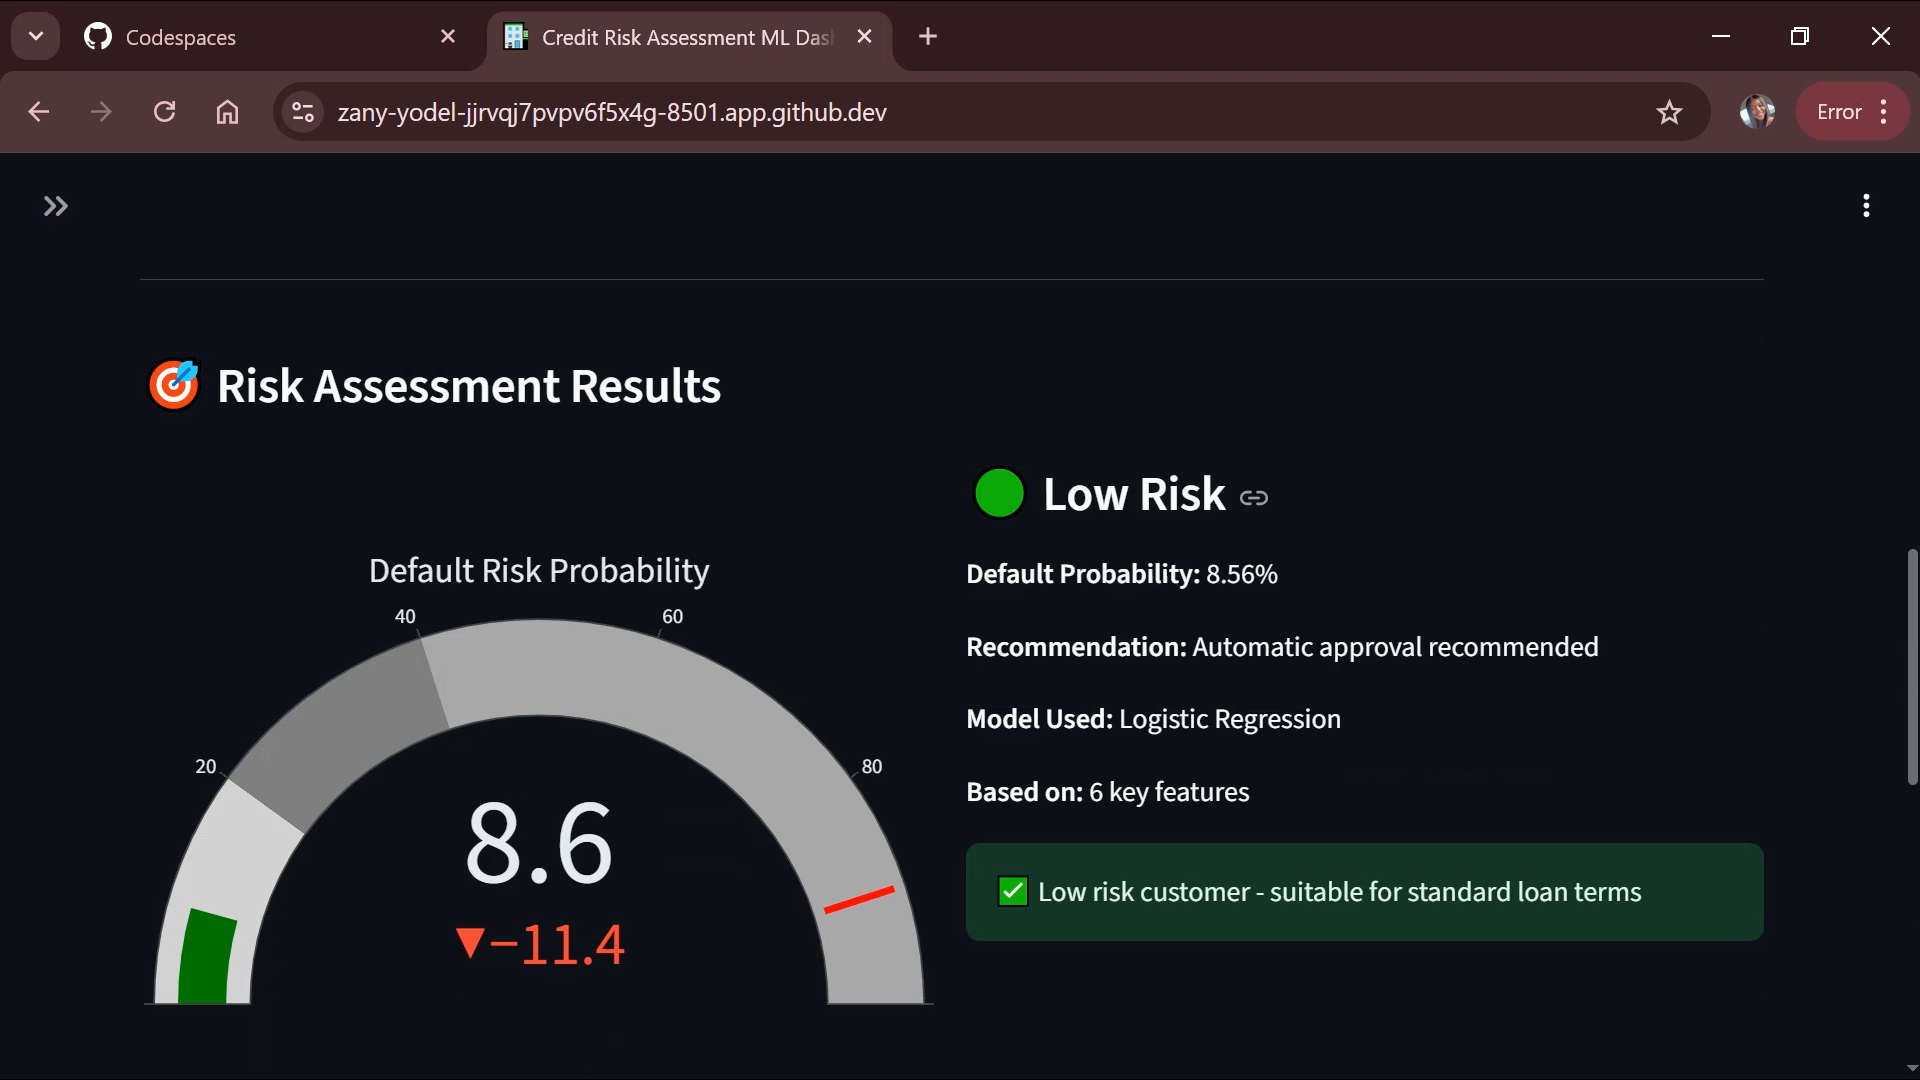 Codespaces
Credit Risk Assessment ML Das
zany-yodel-jjrvqj7pvpv6f5x4g-8501.app.github.dev
Error
Risk Assessment Results
Low Risk
Default Risk Probability
Default Probability: 8.56%
40
60
Recommendation: Automatic approval recommended
Model Used: Logistic Regression
20
80
Based on: 6 key features
8.6
Low risk customer - suitable for standard loan terms
▼−11.4